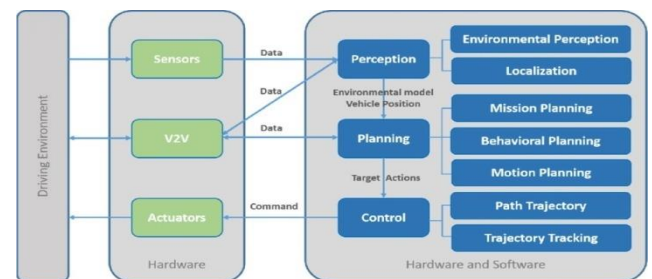 Driving Environment
Sensors
V2V
Actuators
Hardware
Data
Data
Data
Command
Perception
Environmental model
Vehicle Position
Planning
Target Actions
Control
Environmental Perception
Localization
Mission Planning
Behavioral Planning
Motion Planning
Path Trajectory
Trajectory Tracking
Hardware and Software